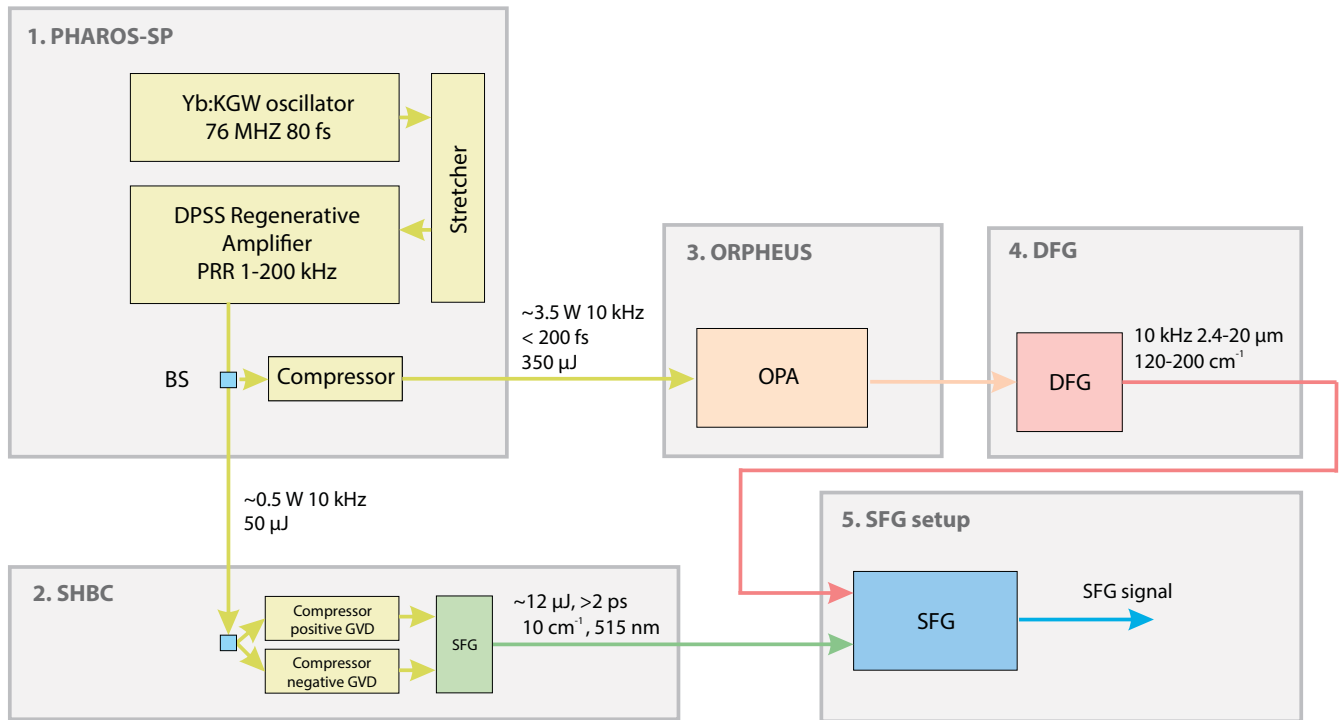 1. PHAROS-SP
Yb:KGW oscillator
76 MHZ 80 fs
Stretcher
DPSS Regenerative
Amplifier
PRR 1-200 kHz
BS
Compressor
~3.5 W 10 kHz
< 200 fs
350 µJ
3. ORPHEUS
OPA
4. DFG
DFG
10 kHz 2.4-20 µm
120-200 cm⁻¹
~0.5 W 10 kHz
50 µJ
2. SHBC
Compressor
positive GVD
Compressor
negative GVD
SFG
~12 µJ, >2 ps
10 cm⁻¹, 515 nm
5. SFG setup
SFG
SFG signal